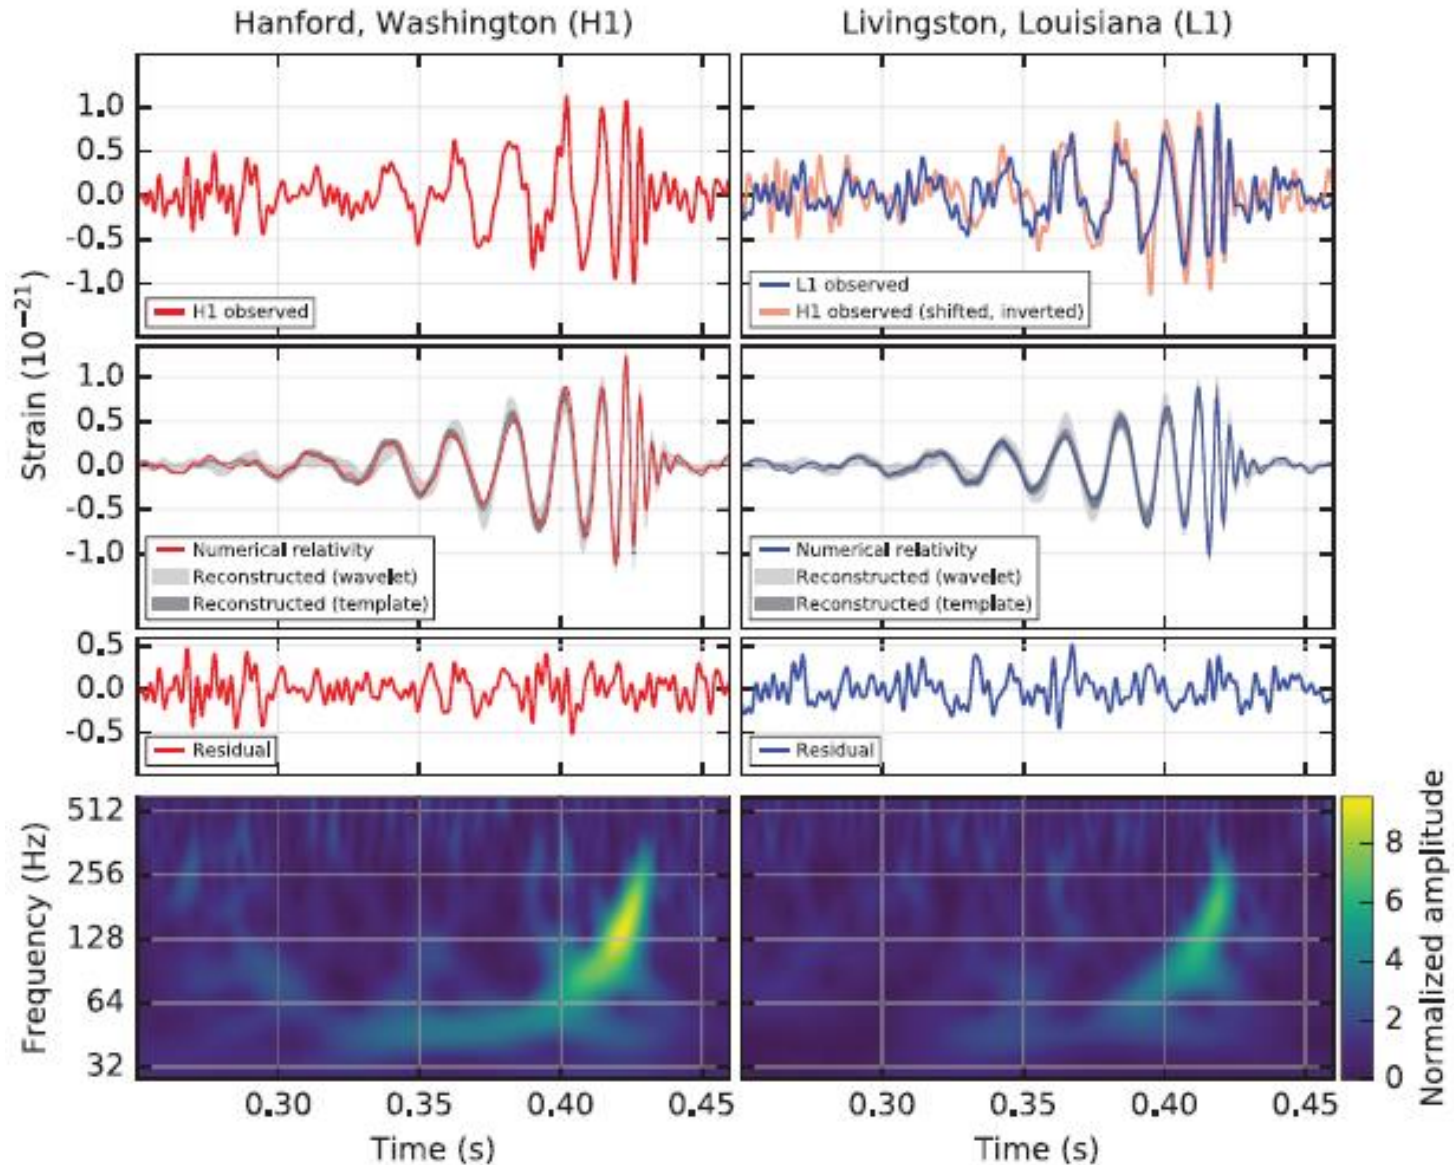 Hanford, Washington (H1)
Livingston, Louisiana (L1)
Strain (10⁻²¹)
1.0
0.5
0.0
-0.5
-1.0
H1 observed
L1 observed
H1 observed (shifted, inverted)
1.0
0.5
0.0
-0.5
-1.0
Numerical relativity
Reconstructed (wavelet)
Reconstructed (template)
Numerical relativity
Reconstructed (wavelet)
Reconstructed (template)
0.5
0.0
-0.5
Residual
Residual
Frequency (Hz)
512
256
128
64
32
Normalized amplitude
8
6
4
2
0
0.30 0.35 0.40 0.45
0.30 0.35 0.40 0.45
Time (s)
Time (s)